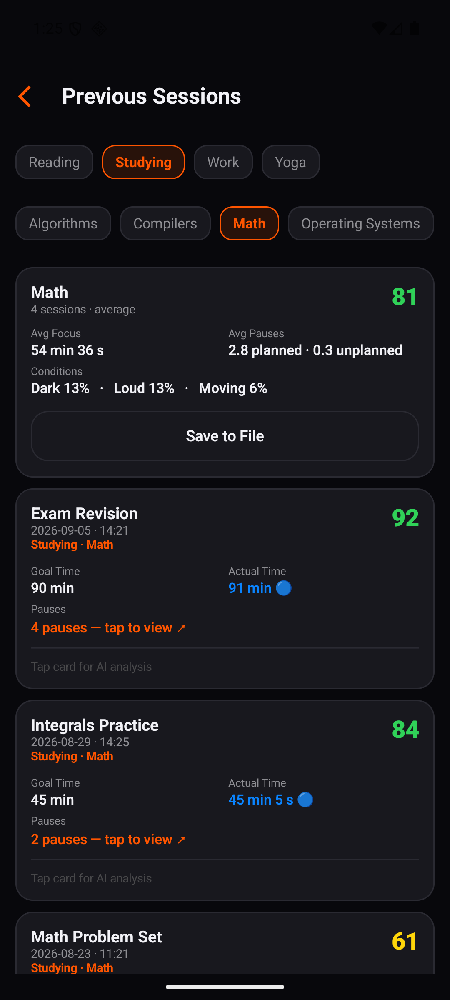 1:25
Previous Sessions
Reading Studying Work Yoga
Algorithms Compilers Math Operating Systems
Math 81
4 sessions · average
Avg Focus Avg Pauses
54 min 36 s 2.8 planned · 0.3 unplanned
Conditions
Dark 13% · Loud 13% · Moving 6%
Save to File
Exam Revision 92
2026-09-05 · 14:21
Studying · Math
Goal Time Actual Time
90 min 91 min
Pauses
4 pauses — tap to view ↗
Tap card for AI analysis
Integrals Practice 84
2026-08-29 · 14:25
Studying · Math
Goal Time Actual Time
45 min 45 min 5 s
Pauses
2 pauses — tap to view ↗
Tap card for AI analysis
Math Problem Set 61
2026-08-23 · 11:21
Studying · Math